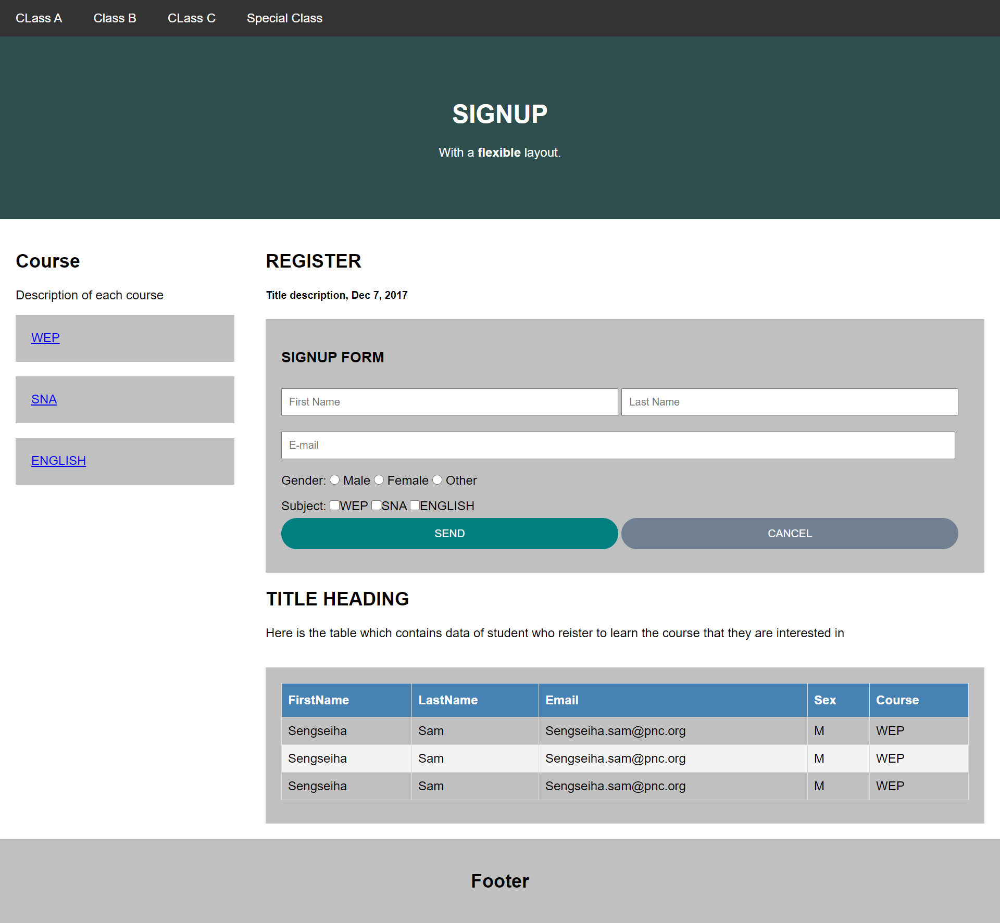 CLass A Class B CLass C Special Class
SIGNUP
With a flexible layout.
Course
Description of each course
WEP
SNA
ENGLISH
REGISTER
Title description, Dec 7, 2017
SIGNUP FORM
First Name Last Name
E-mail
Gender: Male Female Other
Subject: WEP SNA ENGLISH
SEND CANCEL
TITLE HEADING
Here is the table which contains data of student who reister to learn the course that they are interested in
FirstName LastName Email Sex Course
Sengseiha Sam Sengseiha.sam@pnc.org M WEP
Sengseiha Sam Sengseiha.sam@pnc.org M WEP
Sengseiha Sam Sengseiha.sam@pnc.org M WEP
Footer